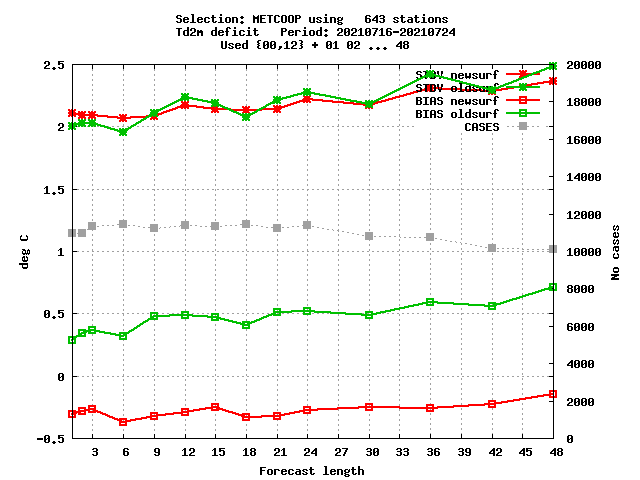 Selection: METCOOP using 643 stations
Td2m deficit Period: 20210716-20210724
Used {00,12} + 01 02 ... 48
STDV newsurf
STDV oldsurf
BIAS newsurf
BIAS oldsurf
CASES
2.5
2
1.5
1
0.5
0
-0.5
deg C
20000
18000
16000
14000
12000
10000
8000
6000
4000
2000
0
No cases
3 6 9 12 15 18 21 24 27 30 33 36 39 42 45 48
Forecast length